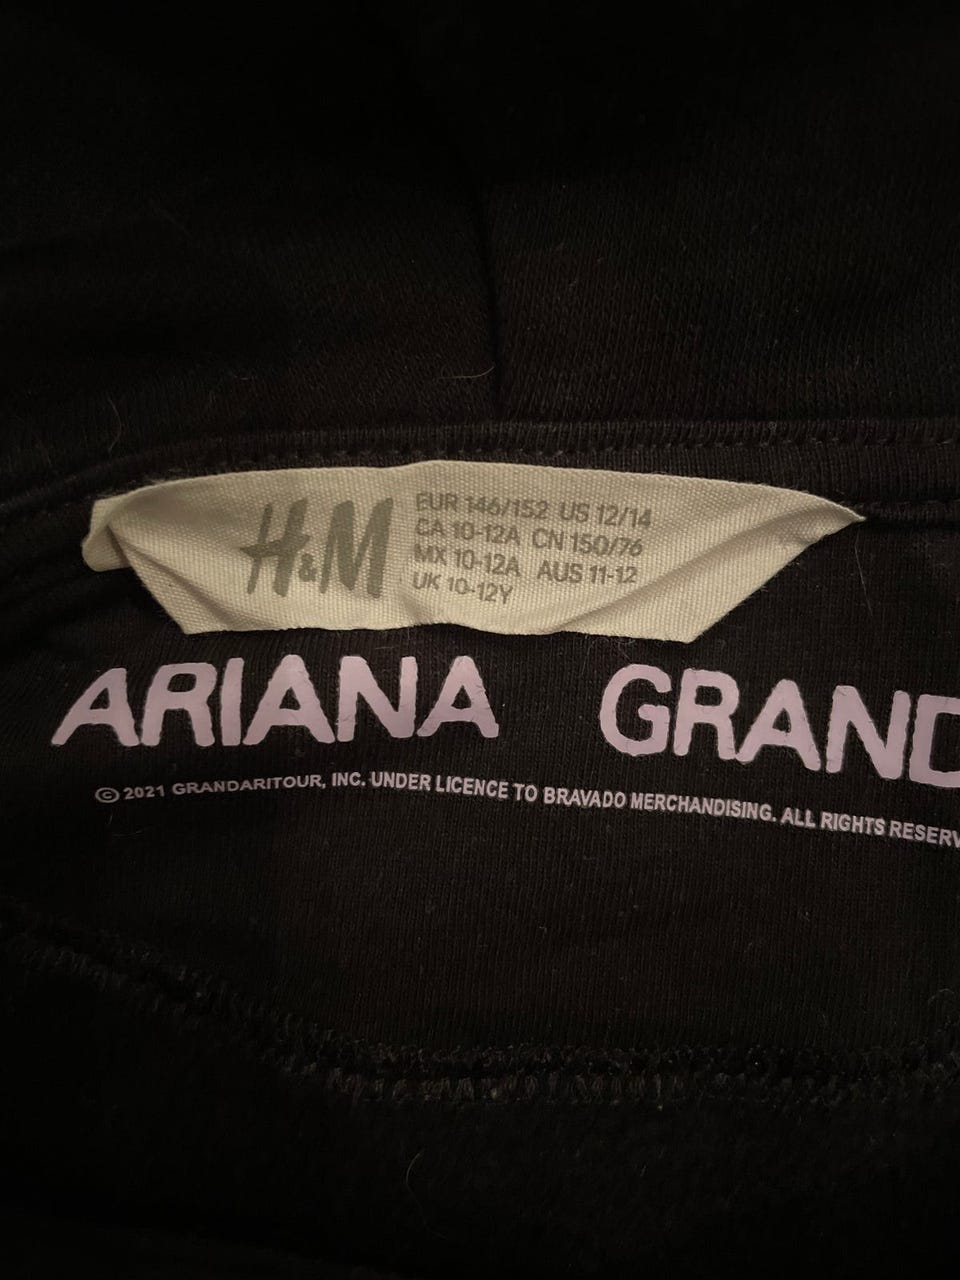 H&M
EUR 146/152 US 12/14
CA 10-12A CN 150/76
MX 10-12A AUS 11-12
UK 10-12Y
ARIANA GRAND
© 2021 GRANDARITOUR, INC. UNDER LICENCE TO BRAVADO MERCHANDISING. ALL RIGHTS RESERV